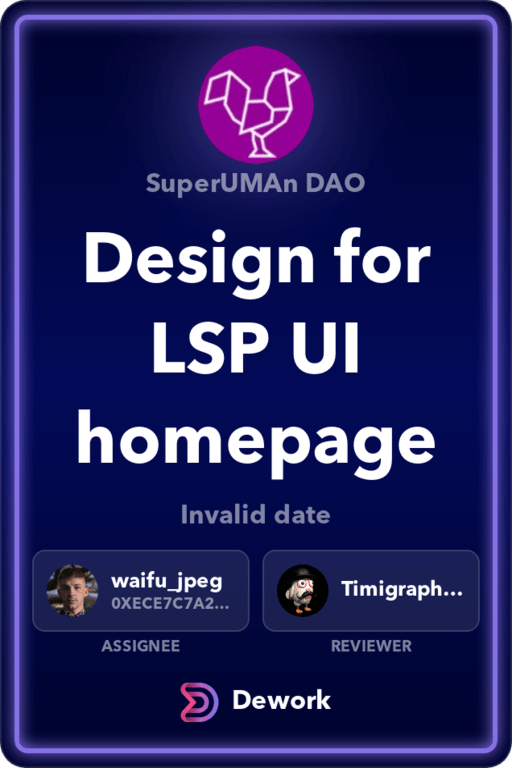 SuperUMAn DAO
Design for
LSP UI
homepage
Invalid date
waifu_jpeg
0XECE7C7A2...
Timigraph...
ASSIGNEE
REVIEWER
Dework